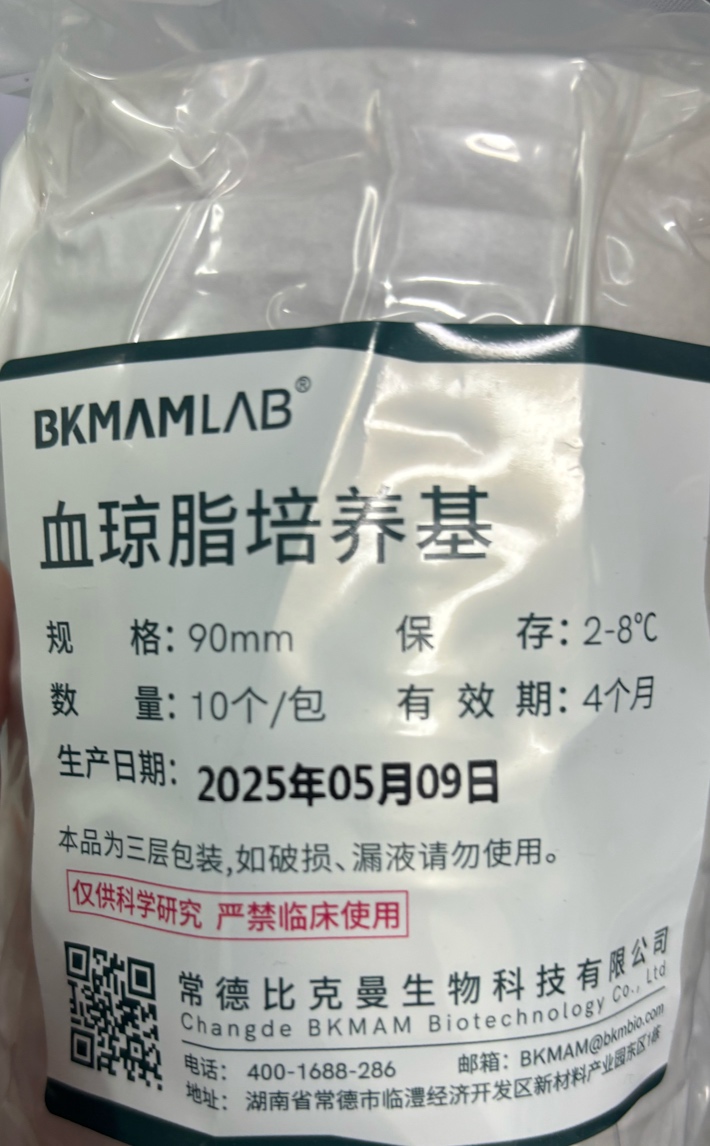 BKMAMLAB®
血琼脂培养基
规 格：90mm 保 存：2-8℃
数 量：10个/包 有 效 期：4个月
生产日期：2025年05月09日
本品为三层包装,如破损、漏液请勿使用。
仅供科学研究 严禁临床使用
常德比克曼生物科技有限公司
Changde BKMAM Biotechnology Co., Ltd
电话： 400-1688-286 邮箱：BKMAM@bkmbio.com
地址： 湖南省常德市临澧经济开发区新材料产业园东区1栋